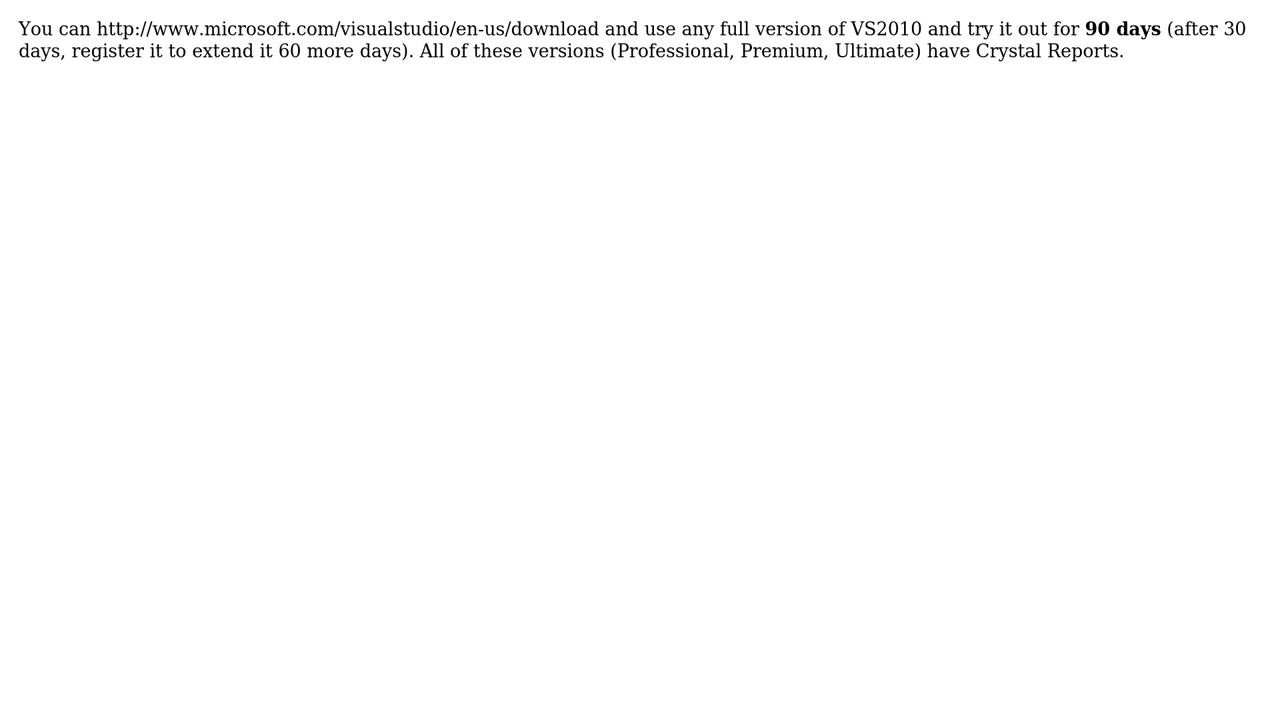 You can http://www.microsoft.com/visualstudio/en-us/download and use any full version of VS2010 and try it out for 90 days (after 30
days, register it to extend it 60 more days). All of these versions (Professional, Premium, Ultimate) have Crystal Reports.